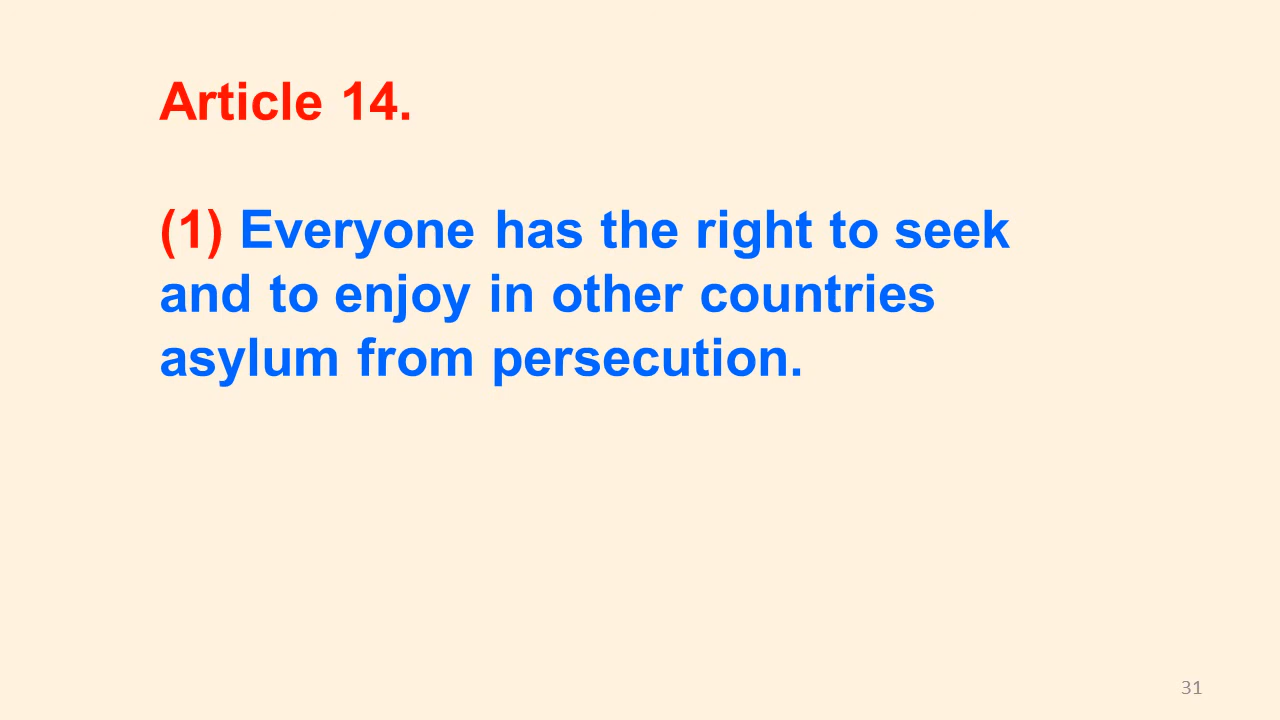 Article 14.
(1) Everyone has the right to seek
and to enjoy in other countries
asylum from persecution.
31